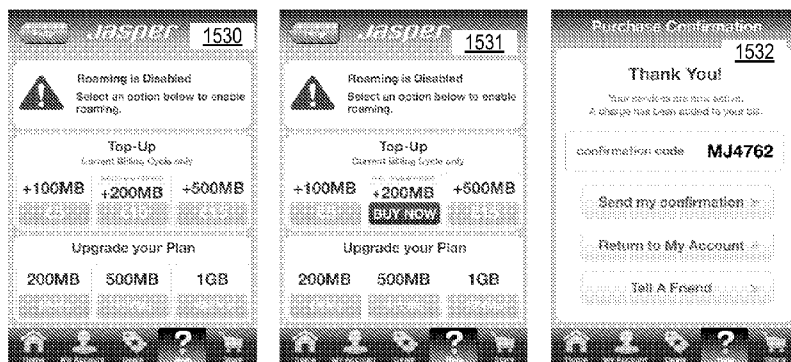 Jasper
1530
Roaming is Disabled
Select an option below to enable
roaming.
Top-Up
Current Billing Cycle only
+100MB
+200MB
+500MB
Upgrade your Plan
200MB
500MB
1GB
?
Jasper
1531
Roaming is Disabled
Select an option below to enable
roaming.
Top-Up
Current Billing Cycle only
+100MB
+200MB
+500MB
BUY NOW
Upgrade your Plan
200MB
500MB
1GB
?
Purchase Confirmation
1532
Thank You!
Your services are now active.
A charge has been added to your bill.
confirmation code MJ4762
Send my confirmation >
Return to My Account >
Tell A Friend >
?